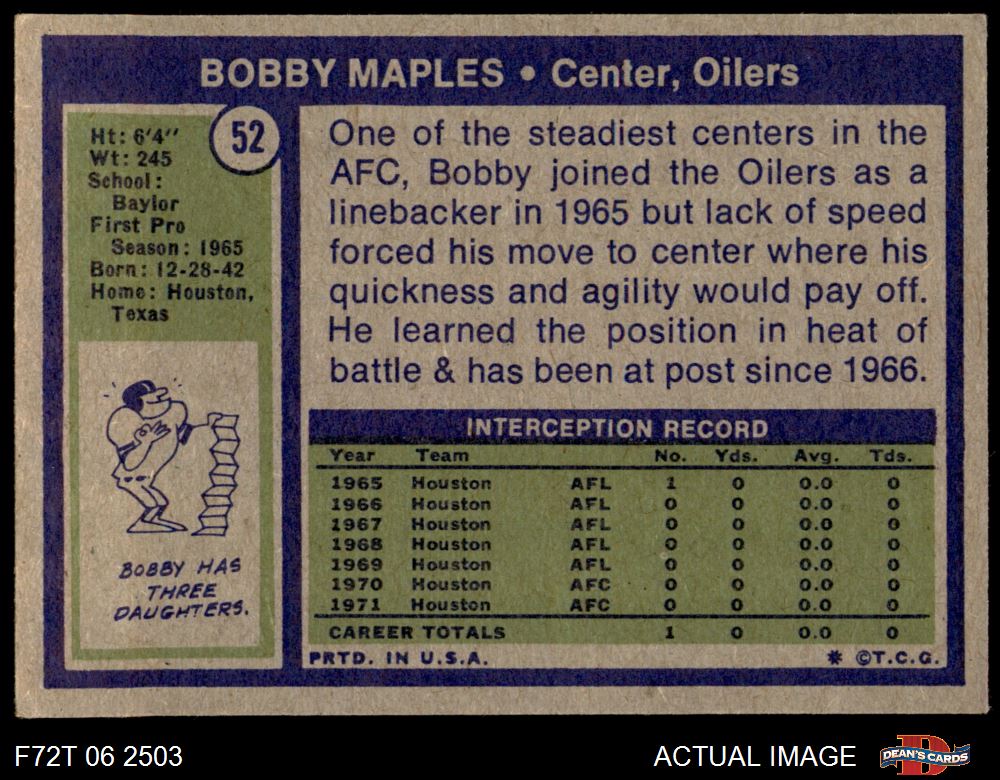 BOBBY MAPLES • Center, Oilers
52
Ht: 6'4"
Wt: 245
School:
Baylor
First Pro
Season: 1965
Born: 12-28-42
Home: Houston,
Texas
BOBBY HAS
THREE
DAUGHTERS.
One of the steadiest centers in the
AFC, Bobby joined the Oilers as a
linebacker in 1965 but lack of speed
forced his move to center where his
quickness and agility would pay off.
He learned the position in heat of
battle & has been at post since 1966.
INTERCEPTION RECORD
Year Team No. Yds. Avg. Tds.
1965 Houston AFL 1 0 0.0 0
1966 Houston AFL 0 0 0.0 0
1967 Houston AFL 0 0 0.0 0
1968 Houston AFL 0 0 0.0 0
1969 Houston AFL 0 0 0.0 0
1970 Houston AFC 0 0 0.0 0
1971 Houston AFC 0 0 0.0 0
CAREER TOTALS 1 0 0.0 0
PRTD. IN U.S.A. * ©T.C.G.
F72T 06 2503 ACTUAL IMAGE DEAN'S CARDS